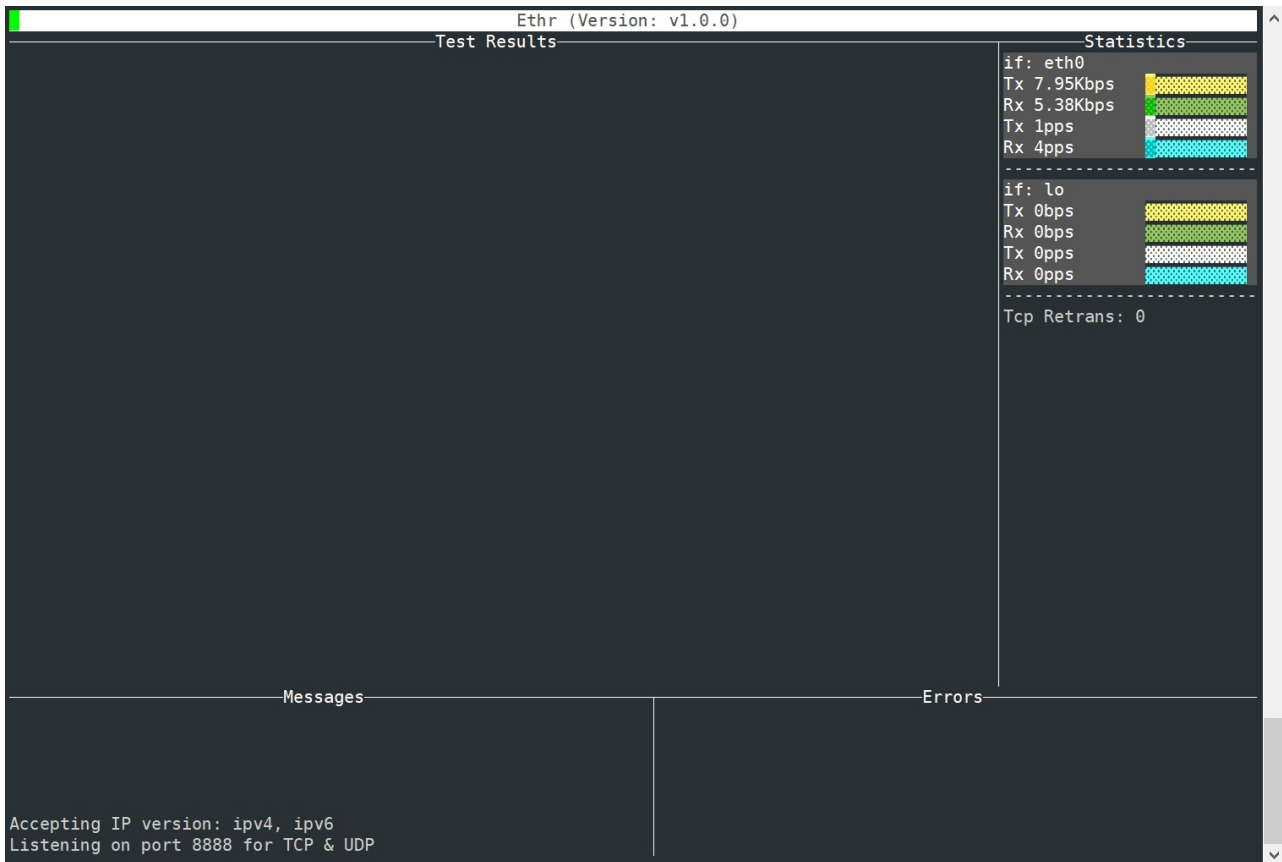 Ethr (Version: v1.0.0)
Test Results
Statistics
if: eth0
Tx 7.95Kbps
Rx 5.38Kbps
Tx 1pps
Rx 4pps
if: lo
Tx 0bps
Rx 0bps
Tx 0pps
Rx 0pps
Tcp Retrans: 0
Messages
Accepting IP version: ipv4, ipv6
Listening on port 8888 for TCP & UDP
Errors